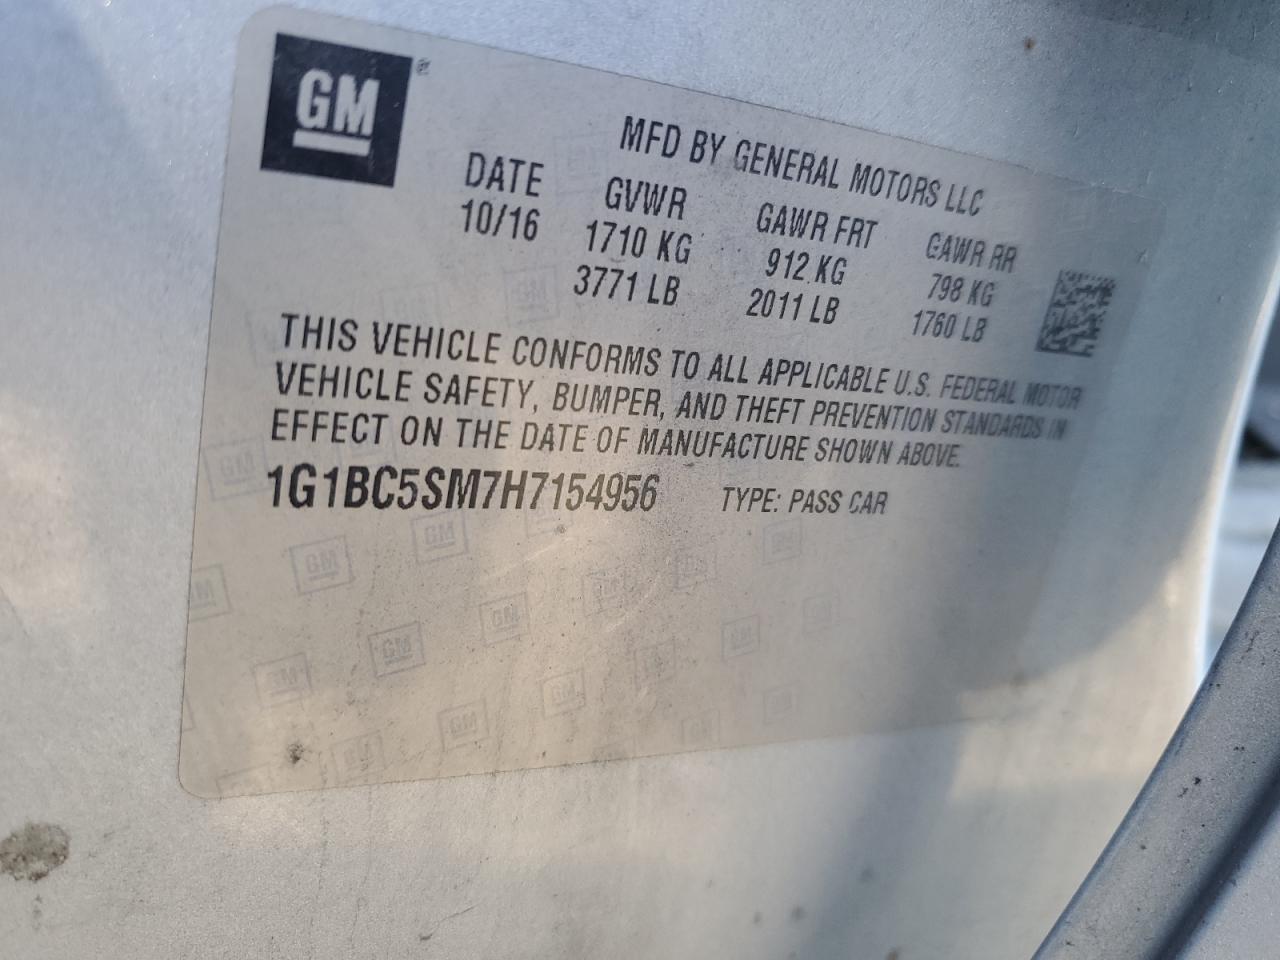 GM®
MFD BY GENERAL MOTORS LLC
DATE GVWR GAWR FRT GAWR RR
10/16 1710 KG 912 KG 798 KG
3771 LB 2011 LB 1760 LB
THIS VEHICLE CONFORMS TO ALL APPLICABLE U.S. FEDERAL MOTOR
VEHICLE SAFETY, BUMPER, AND THEFT PREVENTION STANDARDS IN
EFFECT ON THE DATE OF MANUFACTURE SHOWN ABOVE.
1G1BC5SM7H7154956 TYPE: PASS CAR